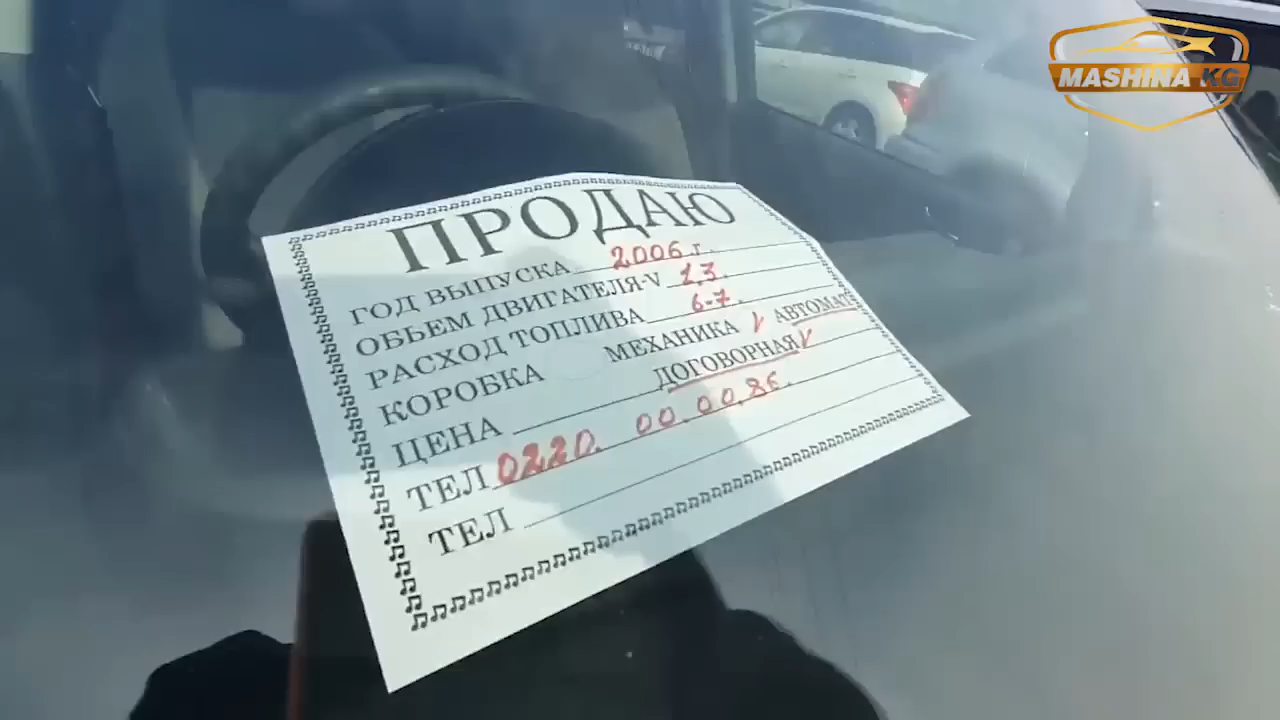 MASHINA KG
ПРОДАЮ
ГОД ВЫПУСКА 2006 г.
ОБЬЕМ ДВИГАТЕЛЯ-V 1,3.
РАСХОД ТОПЛИВА 6-7.
КОРОБКА МЕХАНИКА V АВТОМАТ
ЦЕНА ДОГОВОРНАЯ V
ТЕЛ 0220. 00.00.86.
ТЕЛ